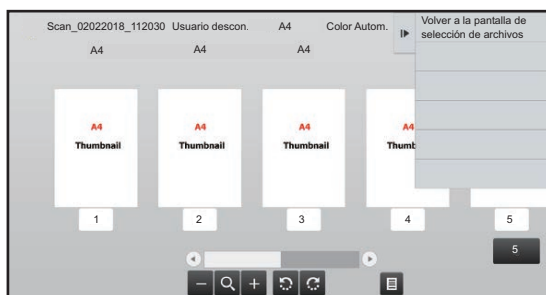 Scan_02022018_112030 Usuario descon. A4 Color Autom.
Volver a la pantalla de
selección de archivos
A4 A4 A4
A4 A4 A4 A4
Thumbnail Thumbnail Thumbnail Thumb
1 2 3 4 5
5